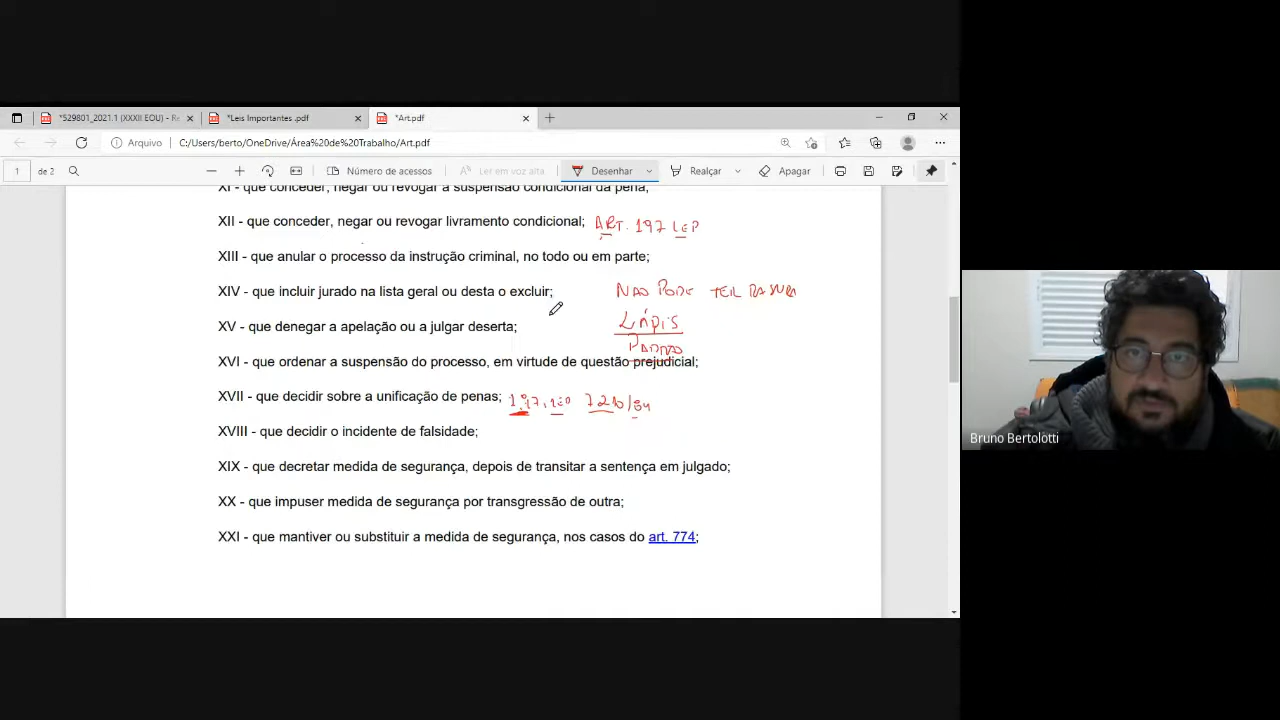 *529801_2021.1 (XXXII EOU) - Re
*Leis Importantes .pdf
*Art.pdf
Arquivo
C:/Users/berto/OneDrive/Área%20de%20Trabalho/Art.pdf
1 de 2
Número de acessos
Ler em voz alta
Desenhar
Realçar
Apagar
XI - que conceder, negar ou revogar a suspensão condicional da pena;
XII - que conceder, negar ou revogar livramento condicional; ART. 197 LEP
XIII - que anular o processo da instrução criminal, no todo ou em parte;
XIV - que incluir jurado na lista geral ou desta o excluir; NAO PODE TER RASURA
XV - que denegar a apelação ou a julgar deserta; LÁPIS
XVI - que ordenar a suspensão do processo, em virtude de questão prejudicial;
XVII - que decidir sobre a unificação de penas; 197, LEP 7210/84
XVIII - que decidir o incidente de falsidade;
XIX - que decretar medida de segurança, depois de transitar a sentença em julgado;
XX - que impuser medida de segurança por transgressão de outra;
XXI - que mantiver ou substituir a medida de segurança, nos casos do art. 774;
Bruno Bertolotti